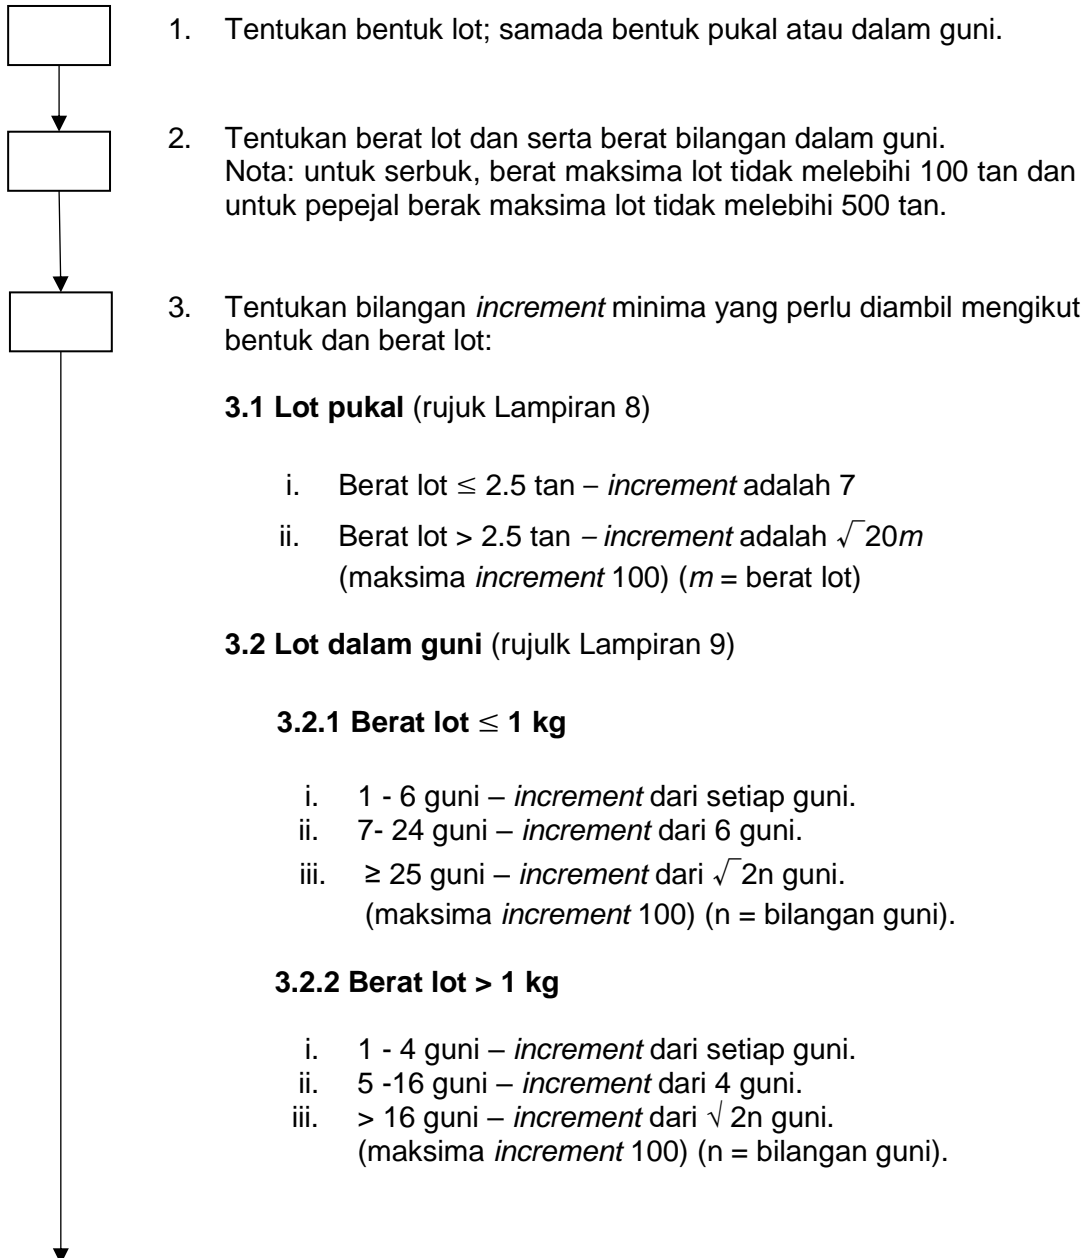 1. Tentukan bentuk lot; samada bentuk pukal atau dalam guni.
2. Tentukan berat lot dan serta berat bilangan dalam guni.
Nota: untuk serbuk, berat maksima lot tidak melebihi 100 tan dan
untuk pepejal berak maksima lot tidak melebihi 500 tan.
3. Tentukan bilangan increment minima yang perlu diambil mengikut
bentuk dan berat lot:
3.1 Lot pukal (rujuk Lampiran 8)
i. Berat lot ≤ 2.5 tan – increment adalah 7
ii. Berat lot > 2.5 tan – increment adalah √20m
(maksima increment 100) (m = berat lot)
3.2 Lot dalam guni (rujulk Lampiran 9)
3.2.1 Berat lot ≤ 1 kg
i. 1 - 6 guni – increment dari setiap guni.
ii. 7- 24 guni – increment dari 6 guni.
iii. ≥ 25 guni – increment dari √2n guni.
(maksima increment 100) (n = bilangan guni).
3.2.2 Berat lot > 1 kg
i. 1 - 4 guni – increment dari setiap guni.
ii. 5 -16 guni – increment dari 4 guni.
iii. > 16 guni – increment dari √ 2n guni.
(maksima increment 100) (n = bilangan guni).